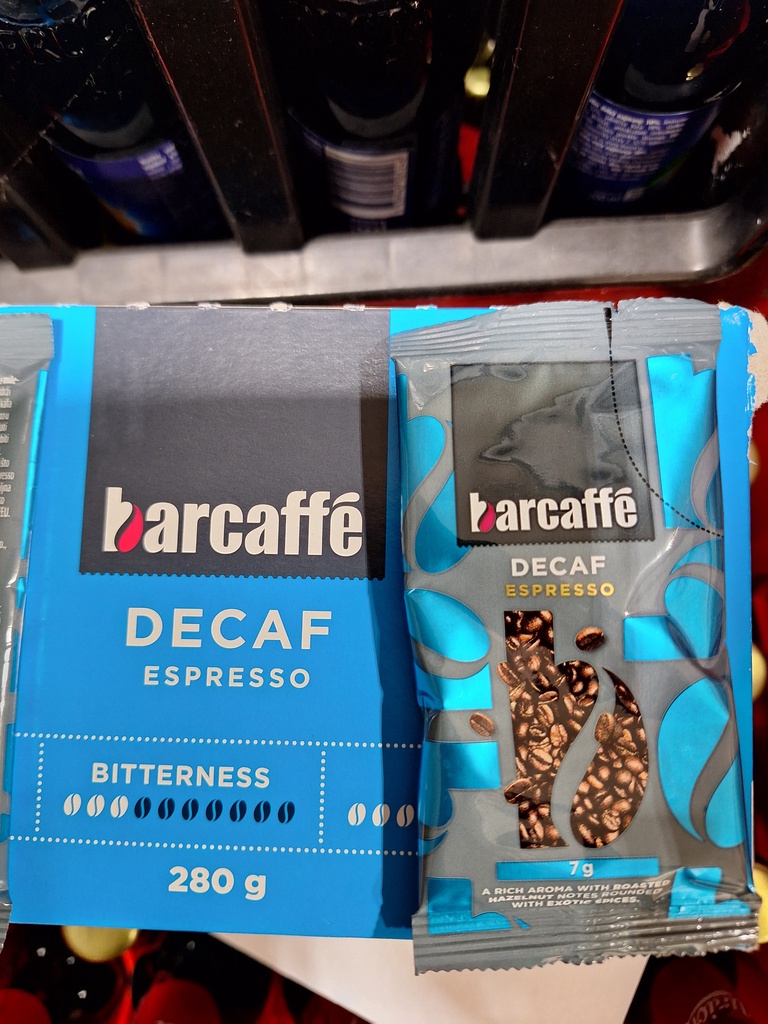 barcaffé
DECAF
ESPRESSO
BITTERNESS
280 g
barcaffé
DECAF
ESPRESSO
7g
A RICH AROMA WITH ROASTED
HAZELNUT NOTES ROUNDED
WITH EXOTIC SPICES.